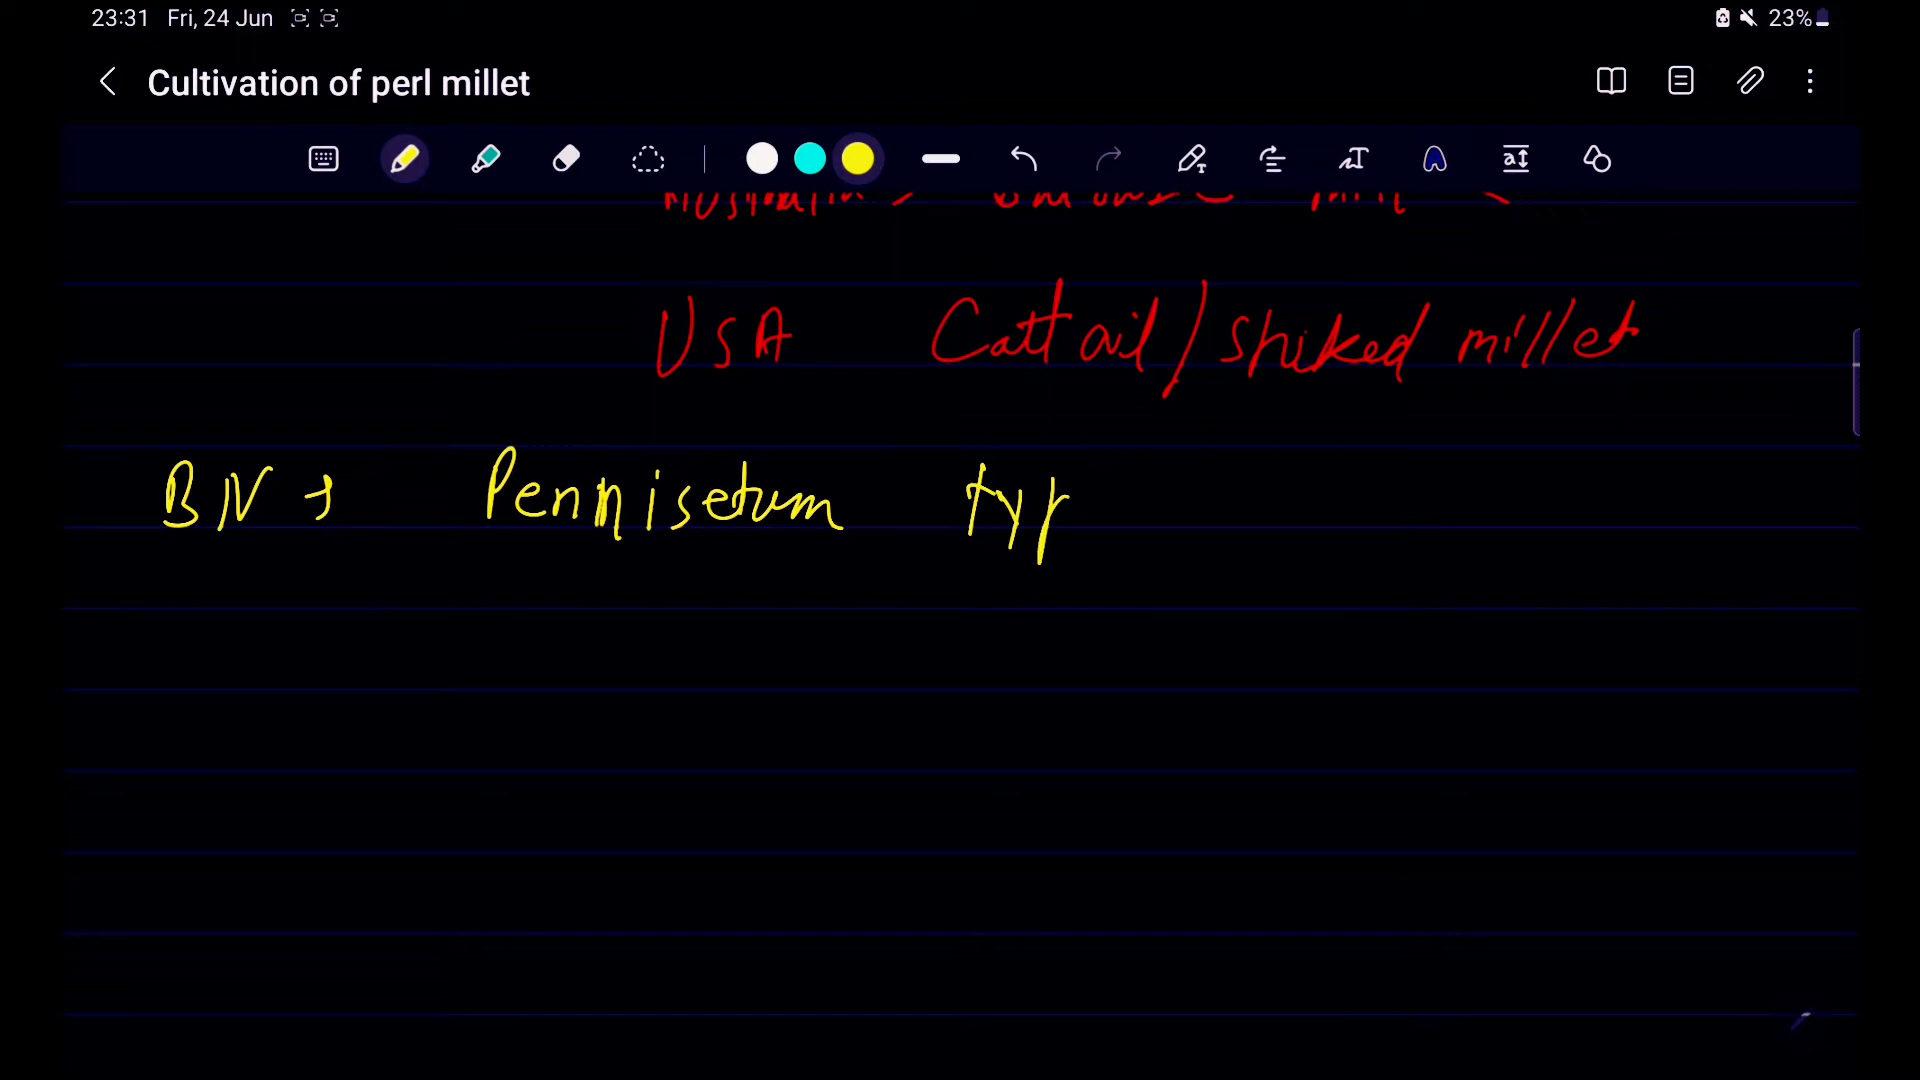 23:31 Fri, 24 Jun 23%
Cultivation of perl millet
USA Cattail/spiked millet
BN → Pennisetum typ